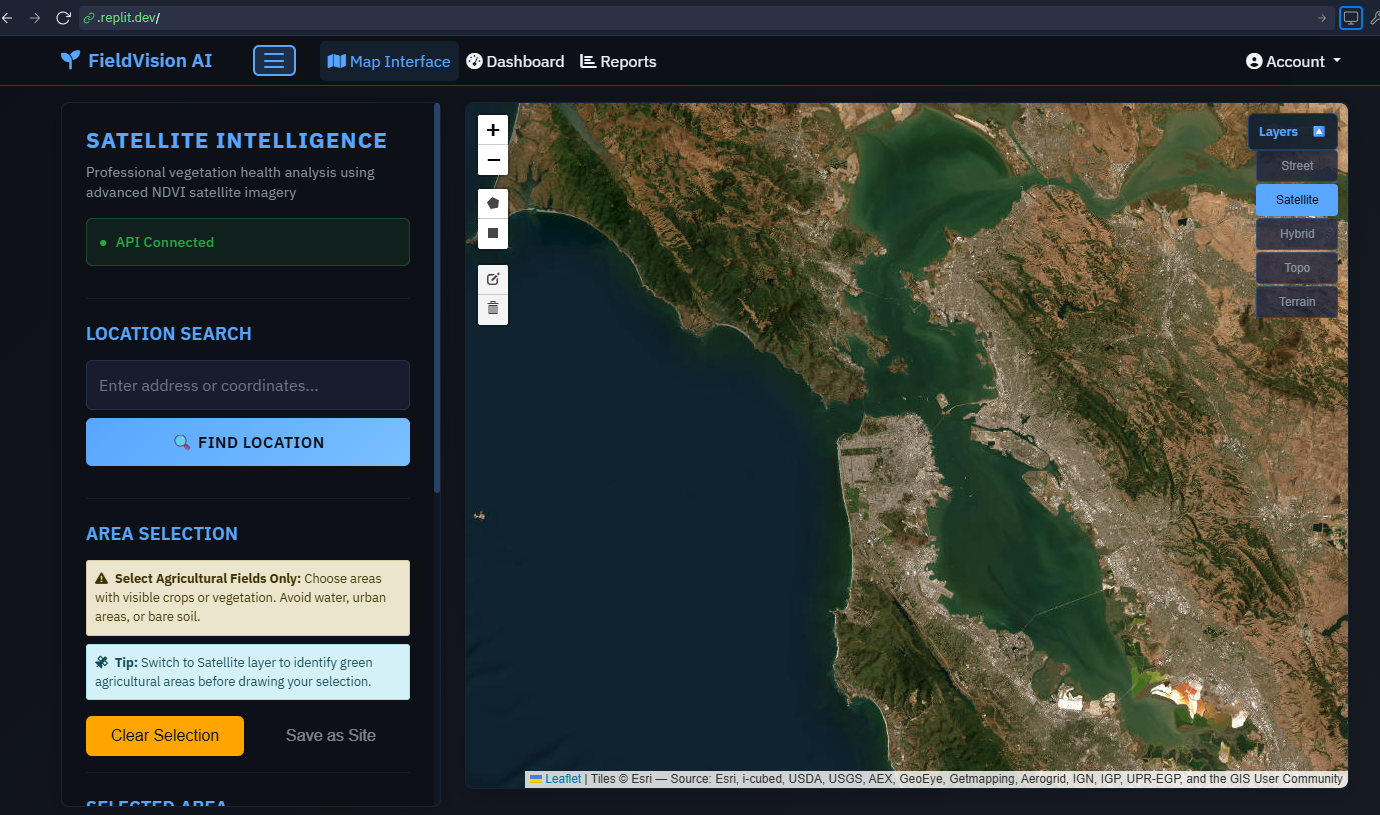 .replit.dev/
FieldVision AI
Map Interface
Dashboard
Reports
Account
SATELLITE INTELLIGENCE
Professional vegetation health analysis using
advanced NDVI satellite imagery
● API Connected
LOCATION SEARCH
Enter address or coordinates...
FIND LOCATION
AREA SELECTION
Select Agricultural Fields Only: Choose areas
with visible crops or vegetation. Avoid water, urban
areas, or bare soil.
Tip: Switch to Satellite layer to identify green
agricultural areas before drawing your selection.
Clear Selection
Save as Site
SELECTED AREA
+
−
Layers
Street
Satellite
Hybrid
Topo
Terrain
Leaflet | Tiles © Esri — Source: Esri, i-cubed, USDA, USGS, AEX, GeoEye, Getmapping, Aerogrid, IGN, IGP, UPR-EGP, and the GIS User Community